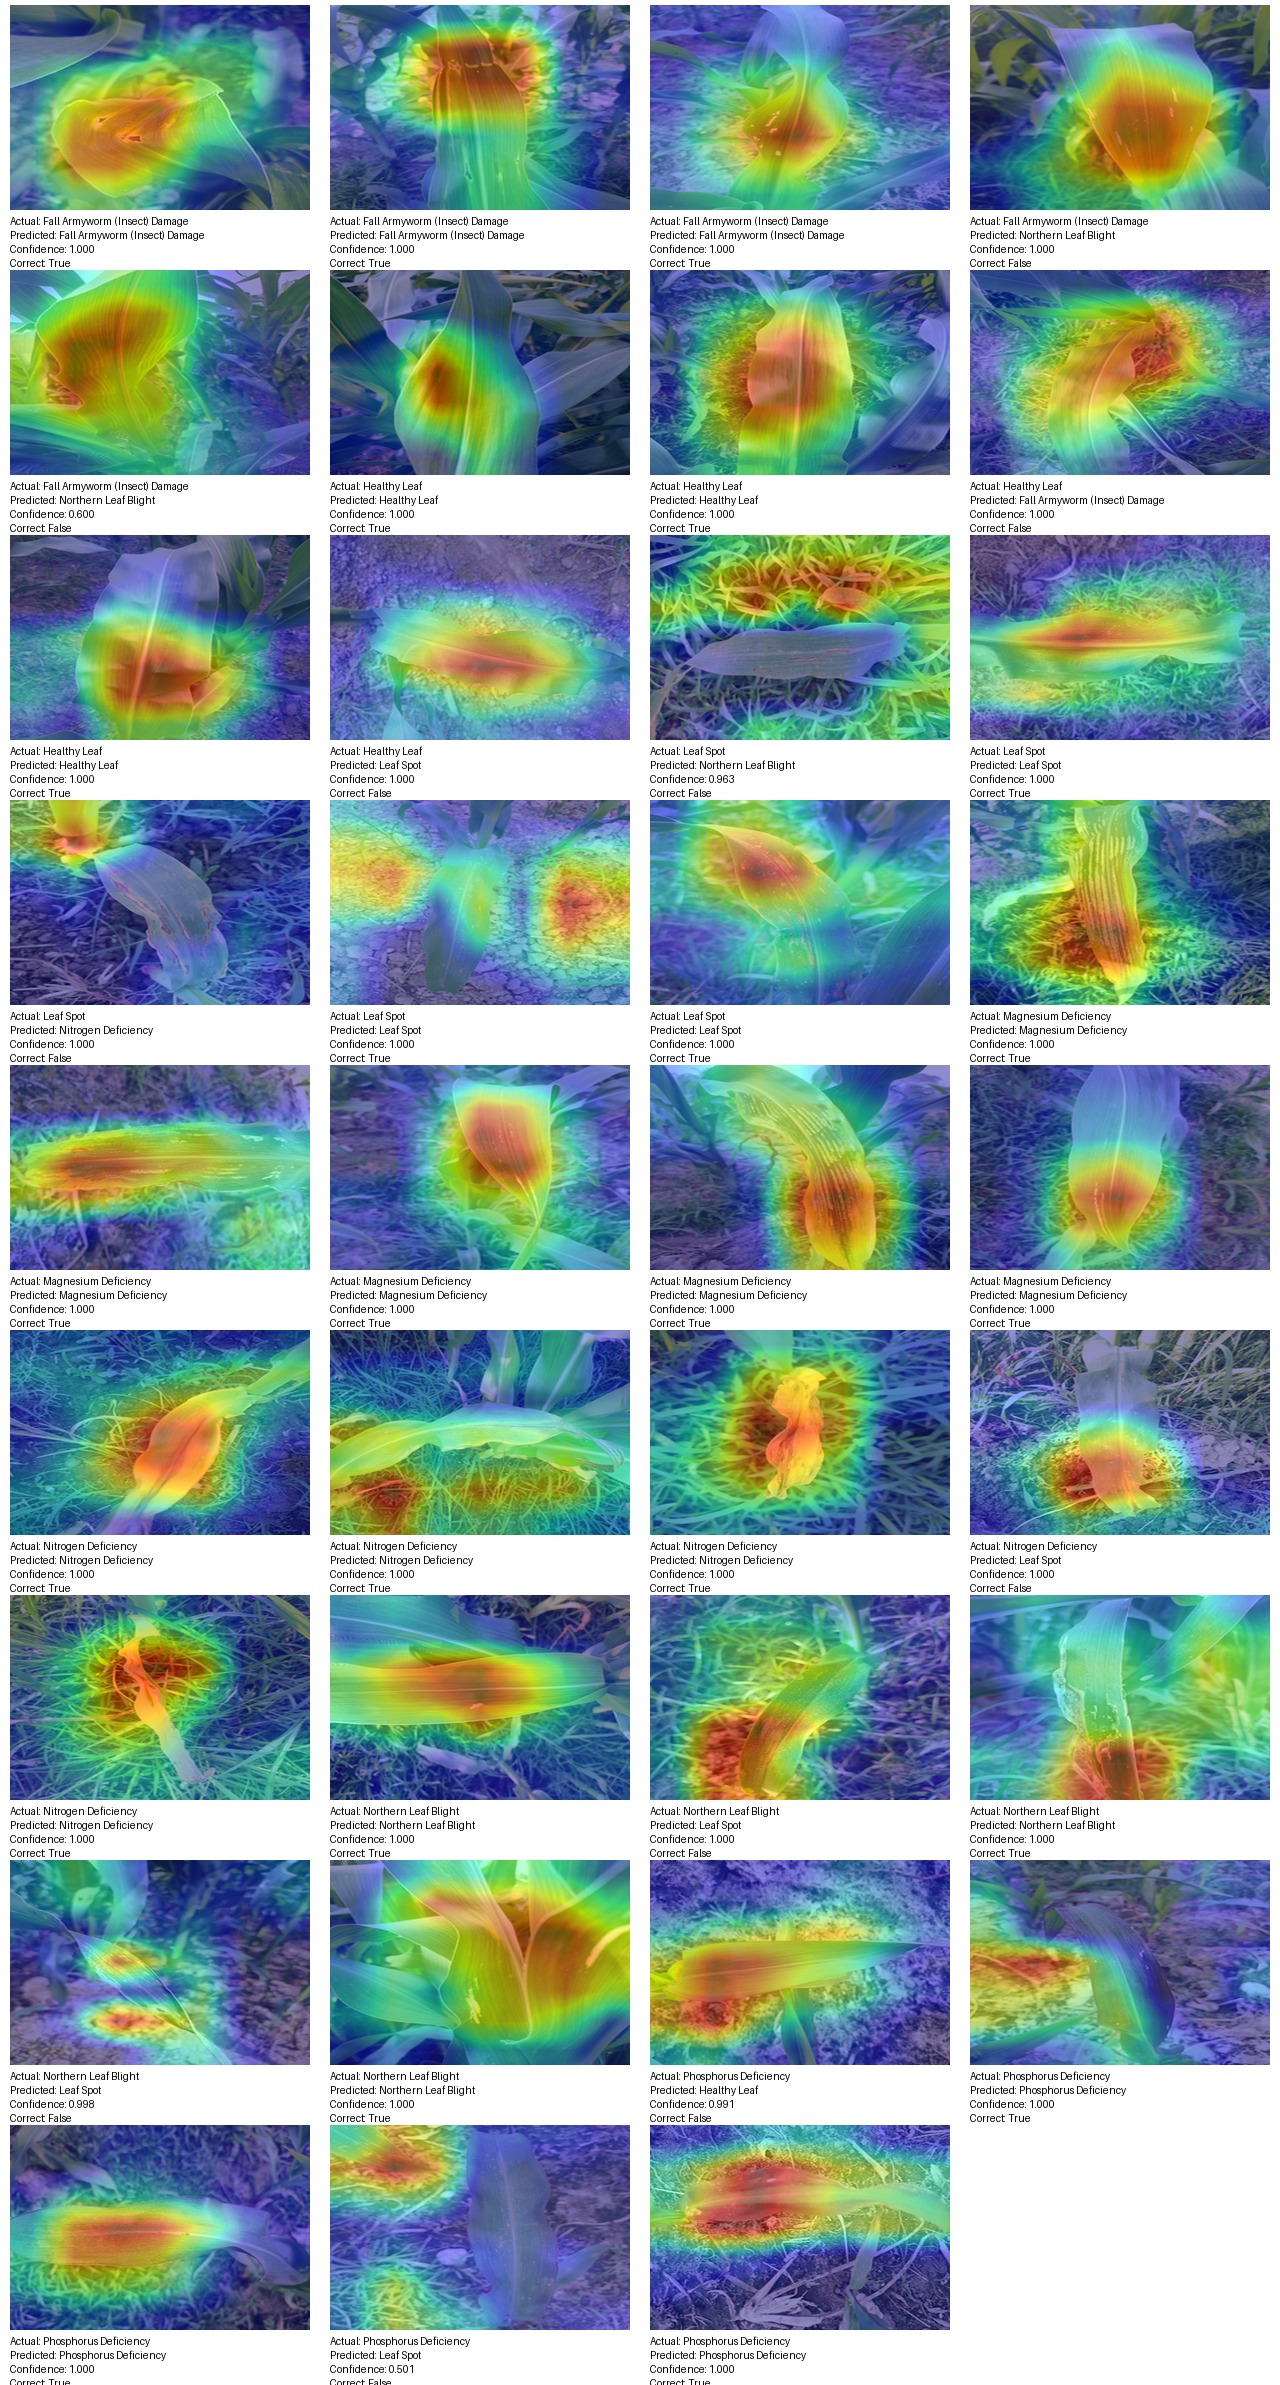 Actual: Fall Armyworm (Insect) Damage
Predicted: Fall Armyworm (Insect) Damage
Confidence: 1.000
Correct: True
Actual: Fall Armyworm (Insect) Damage
Predicted: Fall Armyworm (Insect) Damage
Confidence: 1.000
Correct: True
Actual: Fall Armyworm (Insect) Damage
Predicted: Fall Armyworm (Insect) Damage
Confidence: 1.000
Correct: True
Actual: Fall Armyworm (Insect) Damage
Predicted: Northern Leaf Blight
Confidence: 1.000
Correct: False
Actual: Fall Armyworm (Insect) Damage
Predicted: Northern Leaf Blight
Confidence: 0.600
Correct: False
Actual: Healthy Leaf
Predicted: Healthy Leaf
Confidence: 1.000
Correct: True
Actual: Healthy Leaf
Predicted: Healthy Leaf
Confidence: 1.000
Correct: True
Actual: Healthy Leaf
Predicted: Fall Armyworm (Insect) Damage
Confidence: 1.000
Correct: False
Actual: Healthy Leaf
Predicted: Healthy Leaf
Confidence: 1.000
Correct: True
Actual: Healthy Leaf
Predicted: Leaf Spot
Confidence: 1.000
Correct: False
Actual: Leaf Spot
Predicted: Northern Leaf Blight
Confidence: 0.963
Correct: False
Actual: Leaf Spot
Predicted: Leaf Spot
Confidence: 1.000
Correct: True
Actual: Leaf Spot
Predicted: Nitrogen Deficiency
Confidence: 1.000
Correct: False
Actual: Leaf Spot
Predicted: Leaf Spot
Confidence: 1.000
Correct: True
Actual: Leaf Spot
Predicted: Leaf Spot
Confidence: 1.000
Correct: True
Actual: Magnesium Deficiency
Predicted: Magnesium Deficiency
Confidence: 1.000
Correct: True
Actual: Magnesium Deficiency
Predicted: Magnesium Deficiency
Confidence: 1.000
Correct: True
Actual: Magnesium Deficiency
Predicted: Magnesium Deficiency
Confidence: 1.000
Correct: True
Actual: Magnesium Deficiency
Predicted: Magnesium Deficiency
Confidence: 1.000
Correct: True
Actual: Magnesium Deficiency
Predicted: Magnesium Deficiency
Confidence: 1.000
Correct: True
Actual: Nitrogen Deficiency
Predicted: Nitrogen Deficiency
Confidence: 1.000
Correct: True
Actual: Nitrogen Deficiency
Predicted: Nitrogen Deficiency
Confidence: 1.000
Correct: True
Actual: Nitrogen Deficiency
Predicted: Nitrogen Deficiency
Confidence: 1.000
Correct: True
Actual: Nitrogen Deficiency
Predicted: Leaf Spot
Confidence: 1.000
Correct: False
Actual: Nitrogen Deficiency
Predicted: Nitrogen Deficiency
Confidence: 1.000
Correct: True
Actual: Northern Leaf Blight
Predicted: Northern Leaf Blight
Confidence: 1.000
Correct: True
Actual: Northern Leaf Blight
Predicted: Leaf Spot
Confidence: 1.000
Correct: False
Actual: Northern Leaf Blight
Predicted: Northern Leaf Blight
Confidence: 1.000
Correct: True
Actual: Northern Leaf Blight
Predicted: Leaf Spot
Confidence: 0.998
Correct: False
Actual: Northern Leaf Blight
Predicted: Northern Leaf Blight
Confidence: 1.000
Correct: True
Actual: Phosphorus Deficiency
Predicted: Healthy Leaf
Confidence: 0.991
Correct: False
Actual: Phosphorus Deficiency
Predicted: Phosphorus Deficiency
Confidence: 1.000
Correct: True
Actual: Phosphorus Deficiency
Predicted: Phosphorus Deficiency
Confidence: 1.000
Correct: True
Actual: Phosphorus Deficiency
Predicted: Leaf Spot
Confidence: 0.501
Correct: False
Actual: Phosphorus Deficiency
Predicted: Phosphorus Deficiency
Confidence: 1.000
Correct: True